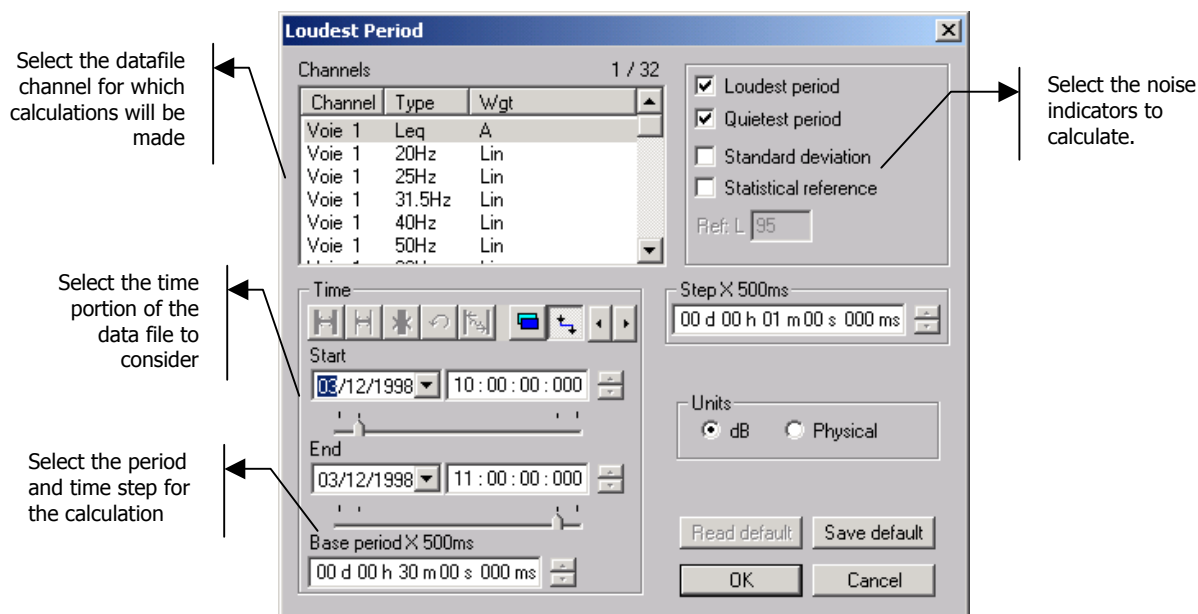 Loudest Period
Select the datafile
channel for which
calculations will be
made
Channels 1 / 32
Channel Type Wgt
Voie 1 Leq A
Voie 1 20Hz Lin
Voie 1 25Hz Lin
Voie 1 31.5Hz Lin
Voie 1 40Hz Lin
Voie 1 50Hz Lin
Loudest period
Quietest period
Standard deviation
Statistical reference
Ref: L 95
Select the noise
indicators to
calculate.
Select the time
portion of the
data file to
consider
Time
Start
03/12/1998 10 : 00 : 00 : 000
End
03/12/1998 11 : 00 : 00 : 000
Base period X 500ms
00 d 00 h 30 m 00 s 000 ms
Select the period
and time step for
the calculation
Step X 500ms
00 d 00 h 01 m 00 s 000 ms
Units
dB Physical
Read default Save default
OK Cancel